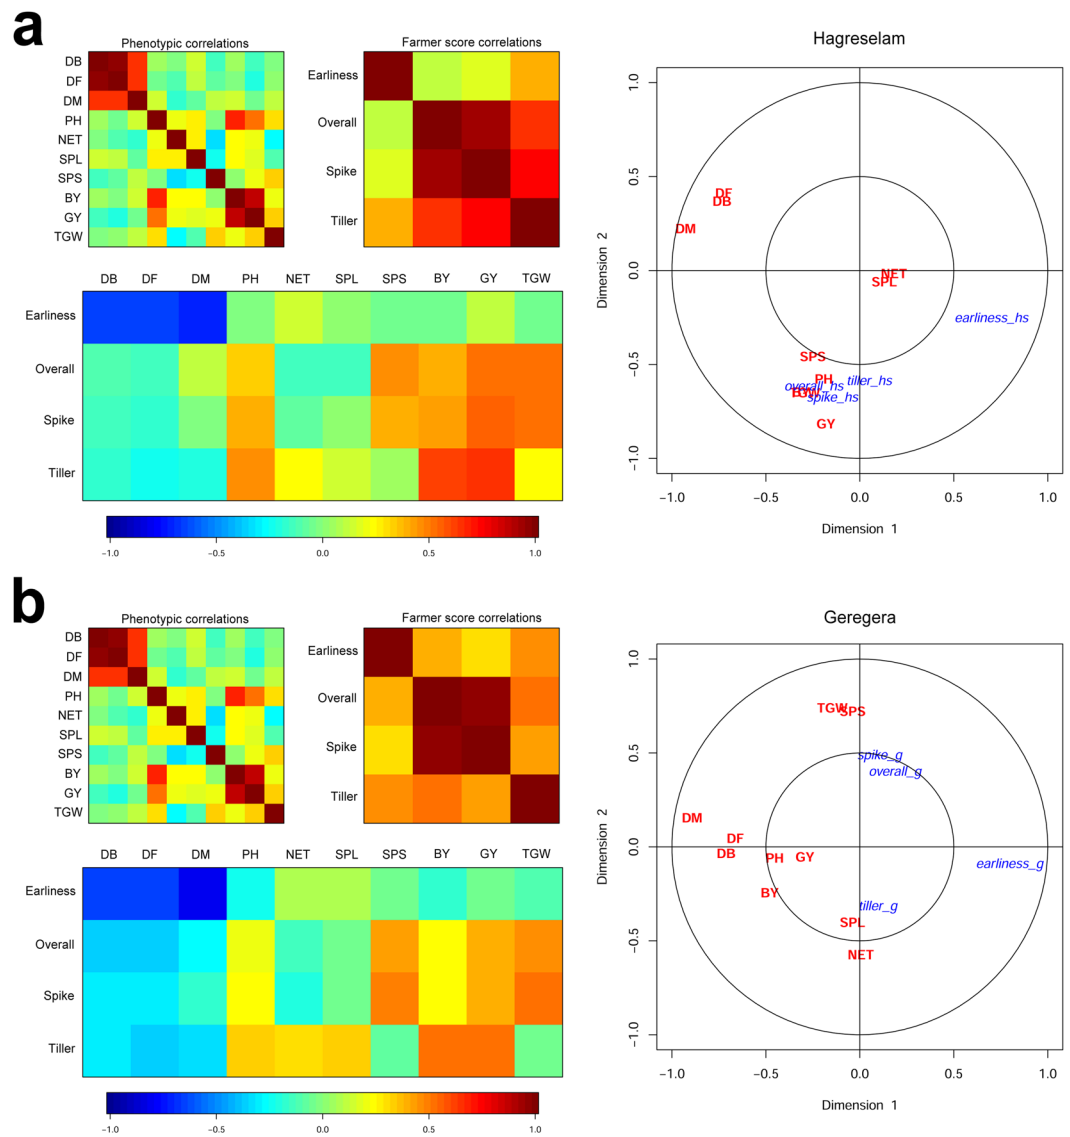 a
Phenotypic correlations
DB
DF
DM
PH
NET
SPL
SPS
BY
GY
TGW
Farmer score correlations
Earliness
Overall
Spike
Tiller
DB DF DM PH NET SPL SPS BY GY TGW
Earliness
Overall
Spike
Tiller
−1.0 −0.5 0.0 0.5 1.0
Hagreselam
Dimension 2
1.0
0.5
0.0
−0.5
−1.0
DF
DB
DM
NET
SPL
earliness_hs
SPS
PH
tiller_hs
overall_hs
BY
TGW
spike_hs
GY
−1.0 −0.5 0.0 0.5 1.0
Dimension 1
b
Phenotypic correlations
DB
DF
DM
PH
NET
SPL
SPS
BY
GY
TGW
Farmer score correlations
Earliness
Overall
Spike
Tiller
DB DF DM PH NET SPL SPS BY GY TGW
Earliness
Overall
Spike
Tiller
−1.0 −0.5 0.0 0.5 1.0
Geregera
Dimension 2
1.0
0.5
0.0
−0.5
−1.0
TGW
SPS
spike_g
overall_g
DM
DF
DB
PH
GY
earliness_g
BY
tiller_g
SPL
NET
−1.0 −0.5 0.0 0.5 1.0
Dimension 1